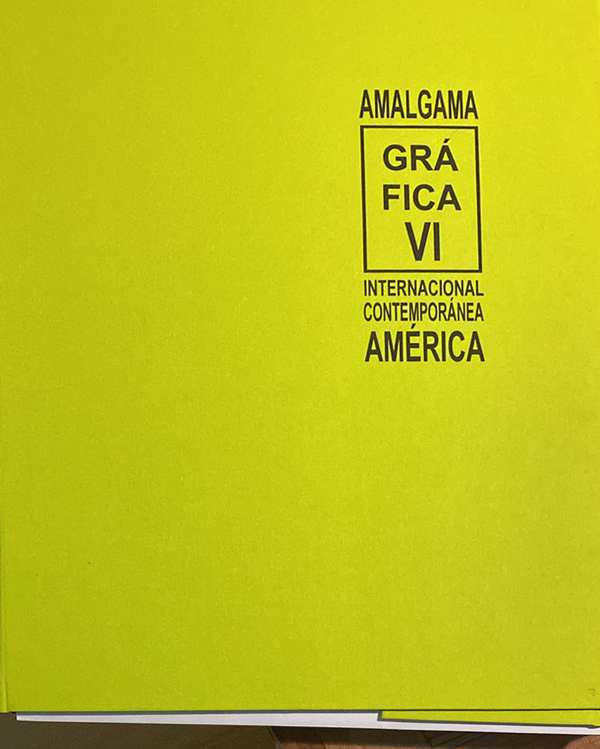 AMALGAMA
GRÁ
FICA
VI
INTERNACIONAL
CONTEMPORÁNEA
AMÉRICA